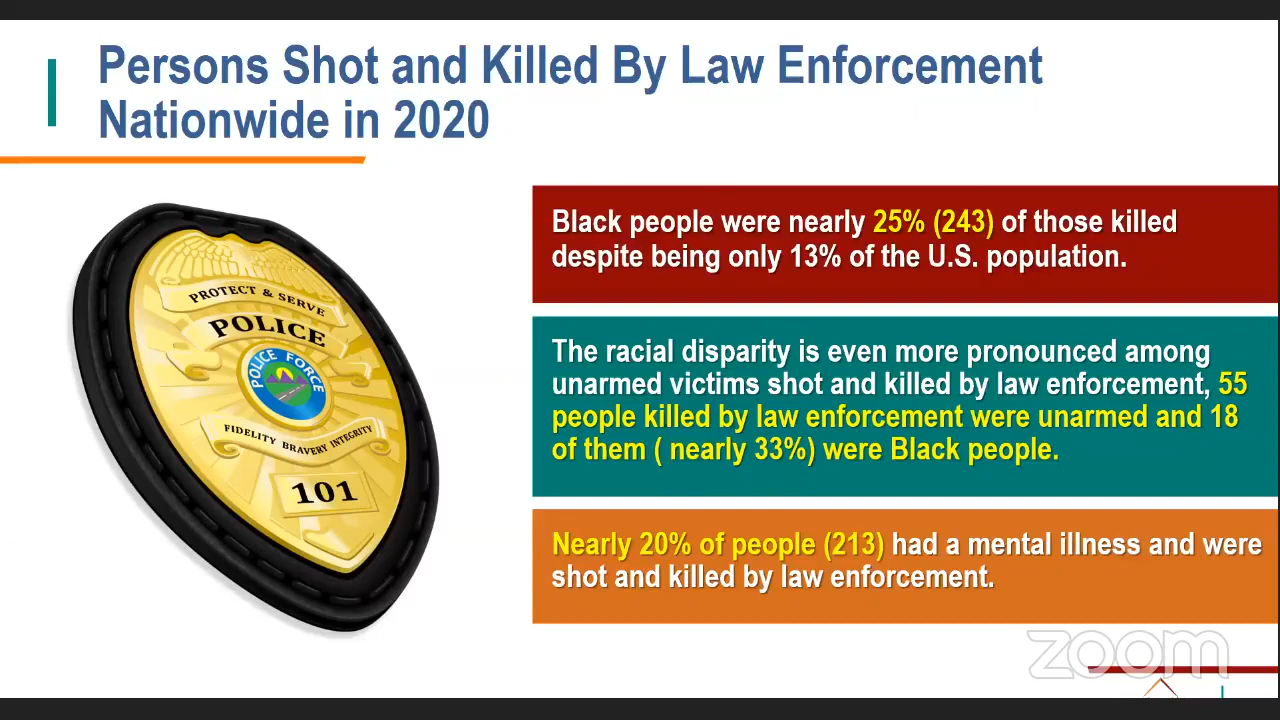 Persons Shot and Killed By Law Enforcement
Nationwide in 2020
PROTECT & SERVE
POLICE
POLICE FORCE
FIDELITY BRAVERY INTEGRITY
101
Black people were nearly 25% (243) of those killed
despite being only 13% of the U.S. population.
The racial disparity is even more pronounced among
unarmed victims shot and killed by law enforcement, 55
people killed by law enforcement were unarmed and 18
of them ( nearly 33%) were Black people.
Nearly 20% of people (213) had a mental illness and were
shot and killed by law enforcement.
zoom